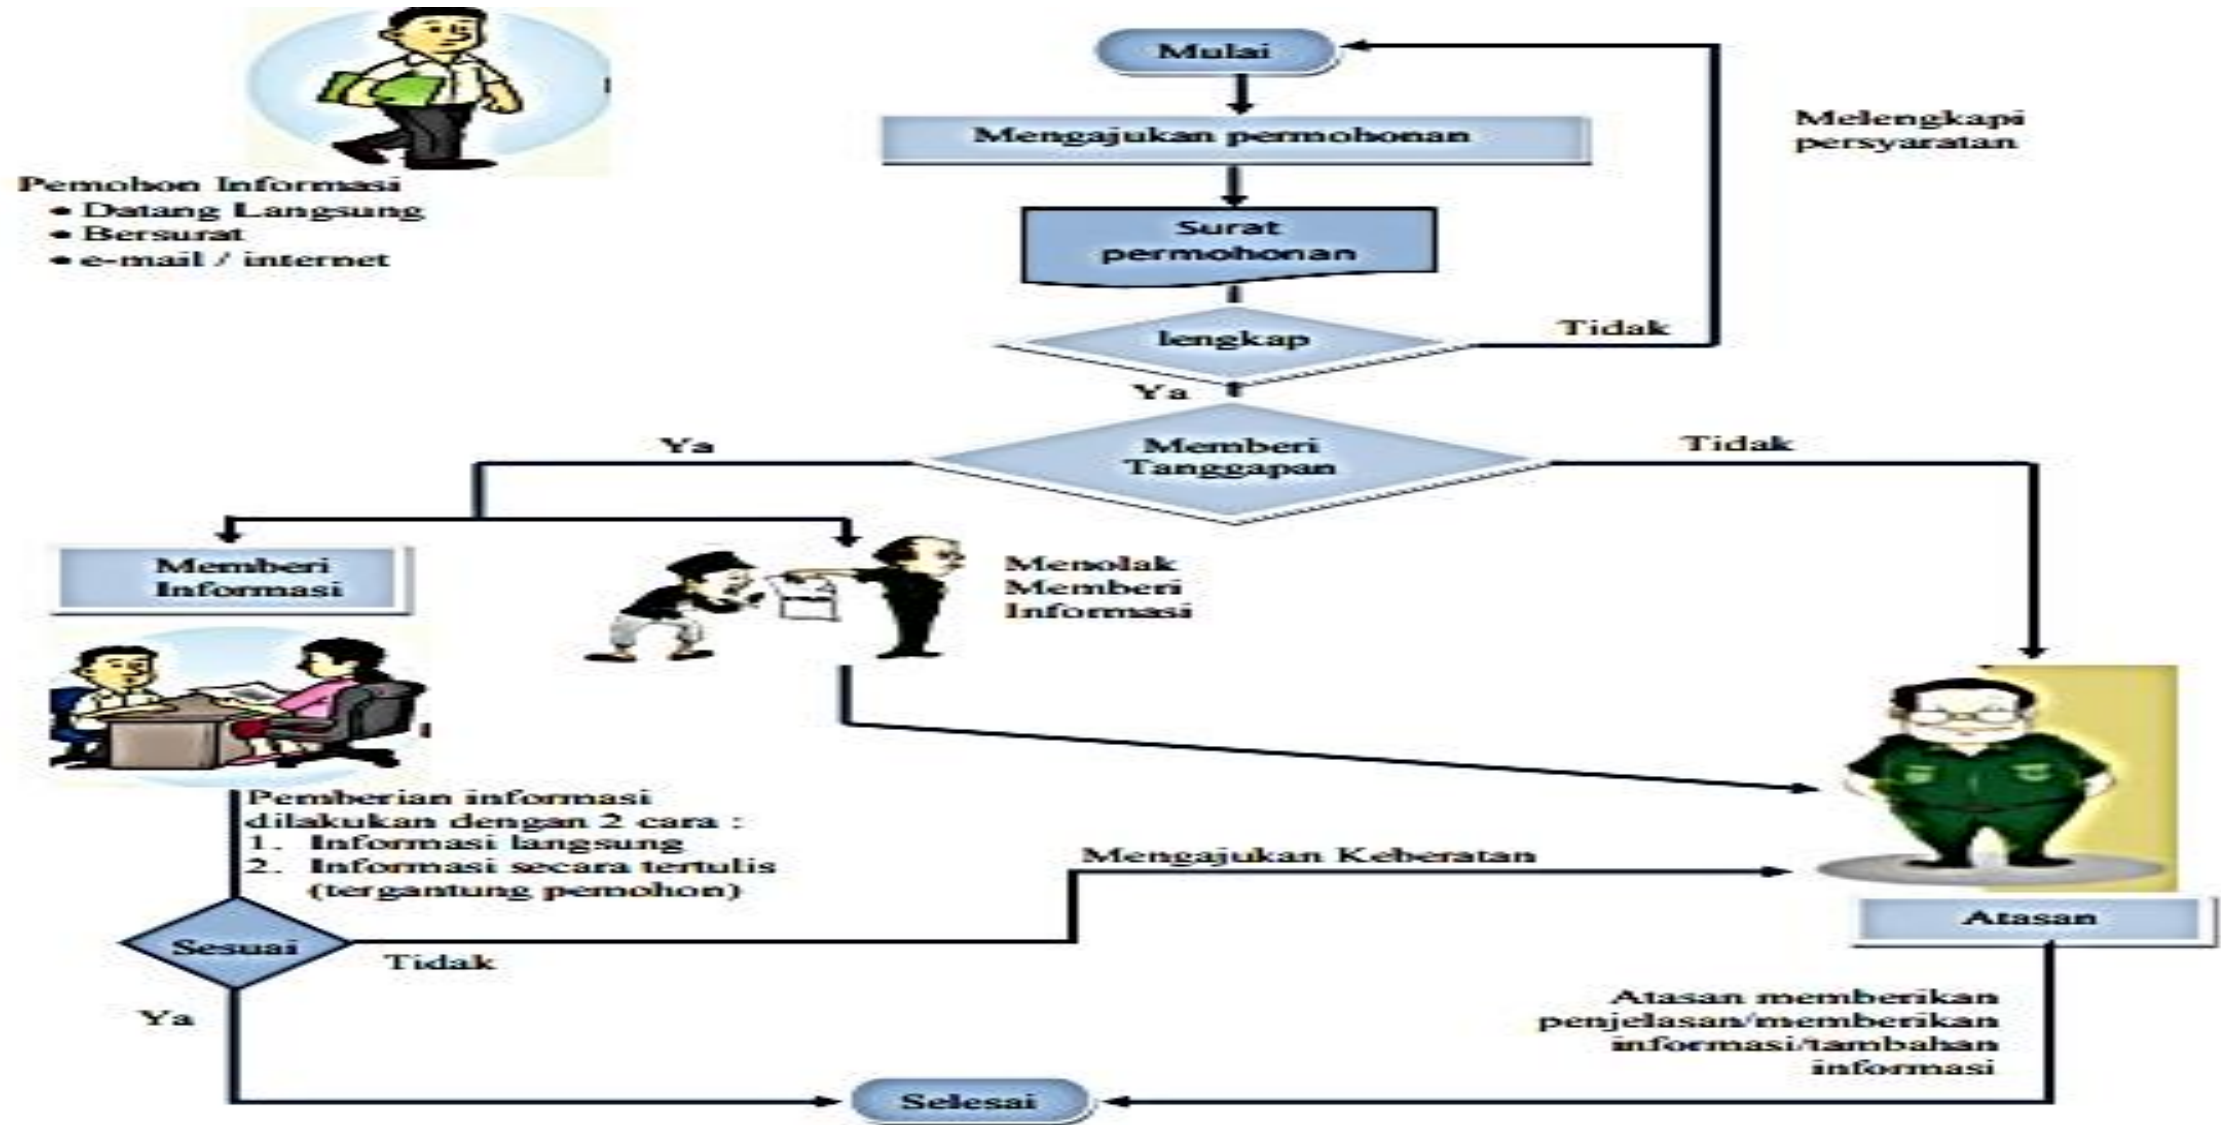 Mulai
Mengajukan permohonan
Melengkapi
persyaratan
Pemohon Informasi
• Datang Langsung
• Bersurat
• e-mail / internet
Surat
permohonan
lengkap
Tidak
Ya
Ya
Memberi
Tanggapan
Tidak
Memberi
Informasi
Menolak
Memberi
Informasi
Pemberian informasi
dilakukan dengan 2 cara :
1. Informasi langsung
2. Informasi secara tertulis
(tergantung pemohon)
Mengajukan Keberatan
Atasan
Sesuai
Tidak
Ya
Atasan memberikan
penjelasan/memberikan
informasi/tambahan
informasi
Selesai